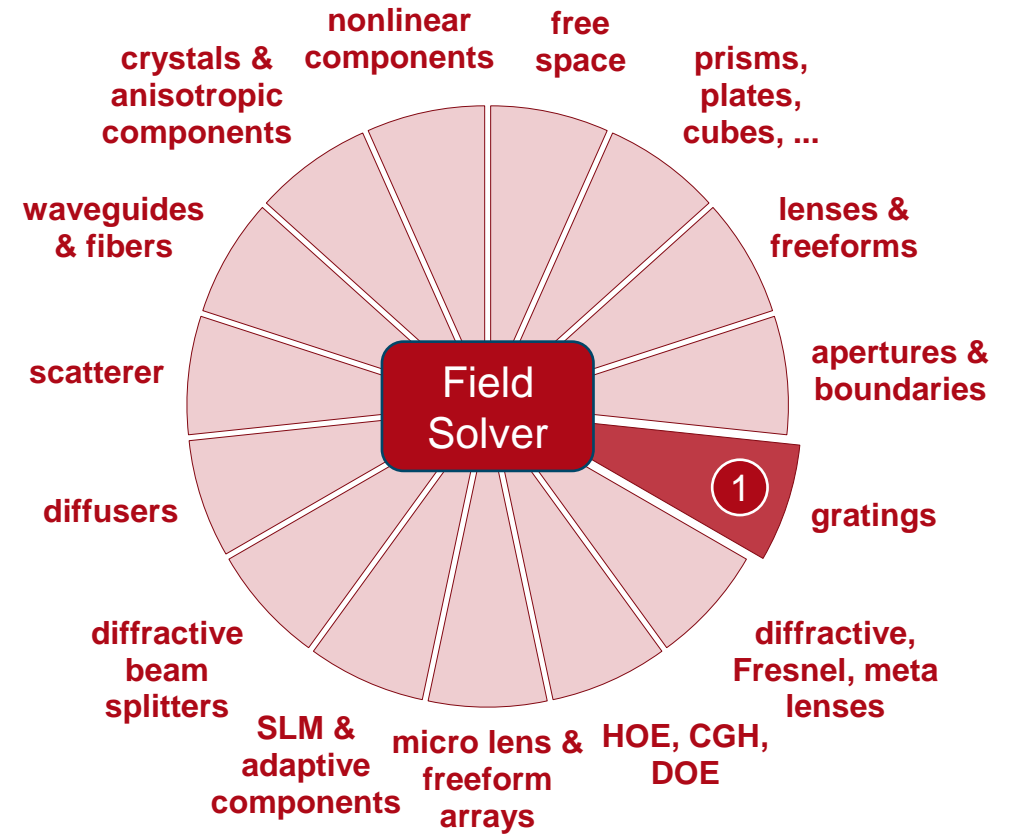 nonlinear
components
free
space
prisms,
plates,
cubes, ...
lenses &
freeforms
apertures &
boundaries
1
gratings
diffractive,
Fresnel, meta
lenses
HOE, CGH,
DOE
micro lens &
freeform
arrays
SLM &
adaptive
components
diffractive
beam
splitters
diffusers
scatterer
waveguides
& fibers
crystals &
anisotropic
components
Field
Solver